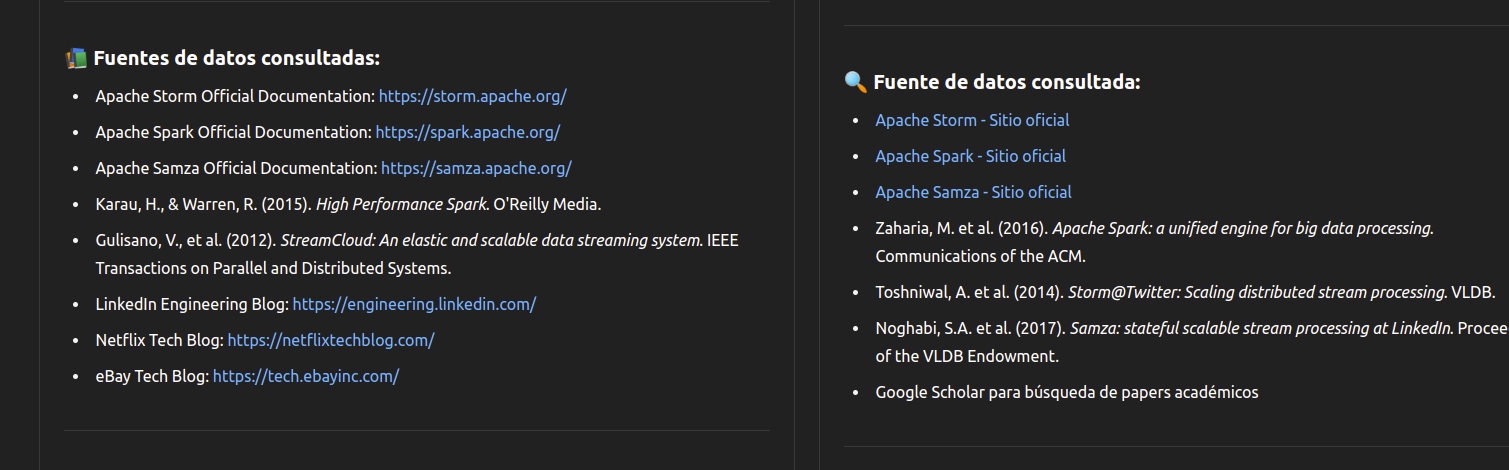 Fuentes de datos consultadas:
Apache Storm Official Documentation: https://storm.apache.org/
Apache Spark Official Documentation: https://spark.apache.org/
Apache Samza Official Documentation: https://samza.apache.org/
Karau, H., & Warren, R. (2015). High Performance Spark. O'Reilly Media.
Gulisano, V., et al. (2012). StreamCloud: An elastic and scalable data streaming system. IEEE
Transactions on Parallel and Distributed Systems.
LinkedIn Engineering Blog: https://engineering.linkedin.com/
Netflix Tech Blog: https://netflixtechblog.com/
eBay Tech Blog: https://tech.ebayinc.com/
Fuente de datos consultada:
Apache Storm - Sitio oficial
Apache Spark - Sitio oficial
Apache Samza - Sitio oficial
Zaharia, M. et al. (2016). Apache Spark: a unified engine for big data processing.
Communications of the ACM.
Toshniwal, A. et al. (2014). Storm@Twitter: Scaling distributed stream processing. VLDB.
Noghabi, S.A. et al. (2017). Samza: stateful scalable stream processing at LinkedIn. Procee
of the VLDB Endowment.
Google Scholar para búsqueda de papers académicos